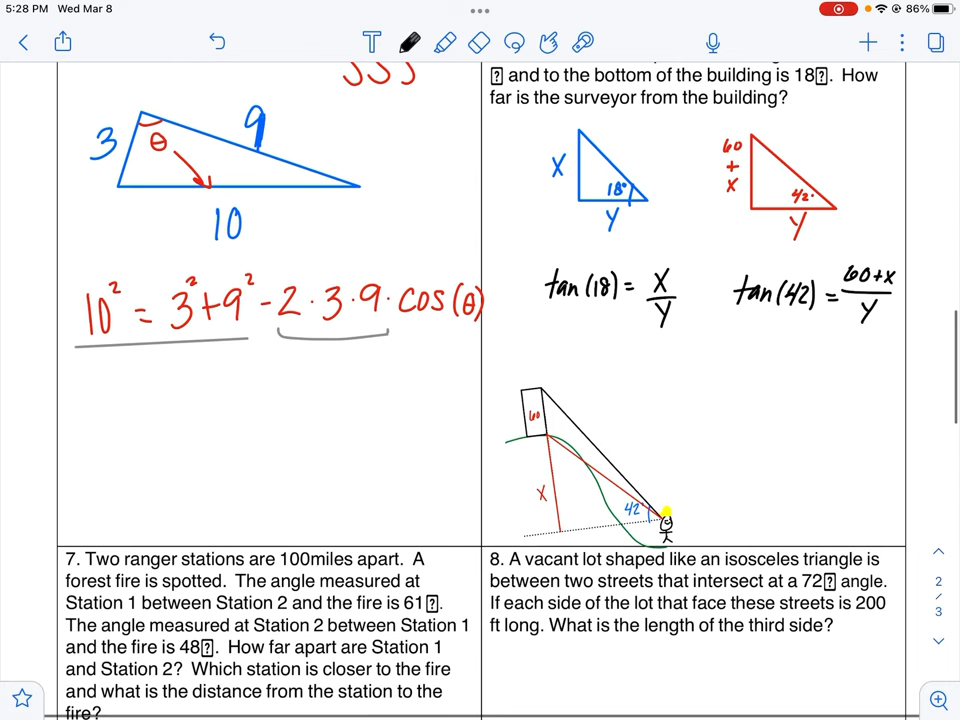 5:28 PM Wed Mar 8
86%
T
SSS
3
θ
9
10
10² = 3² + 9² - 2 · 3 · 9 · cos(θ)
⍰ and to the bottom of the building is 18⍰. How
far is the surveyor from the building?
X
18°
Y
60
+
X
42°
Y
tan(18) = X/Y
tan(42) = 60+X/Y
60
X
42°
7. Two ranger stations are 100miles apart. A
forest fire is spotted. The angle measured at
Station 1 between Station 2 and the fire is 61⍰.
The angle measured at Station 2 between Station 1
and the fire is 48⍰. How far apart are Station 1
and Station 2? Which station is closer to the fire
and what is the distance from the station to the
fire?
8. A vacant lot shaped like an isosceles triangle is
between two streets that intersect at a 72⍰ angle.
If each side of the lot that face these streets is 200
ft long. What is the length of the third side?
2
/
3